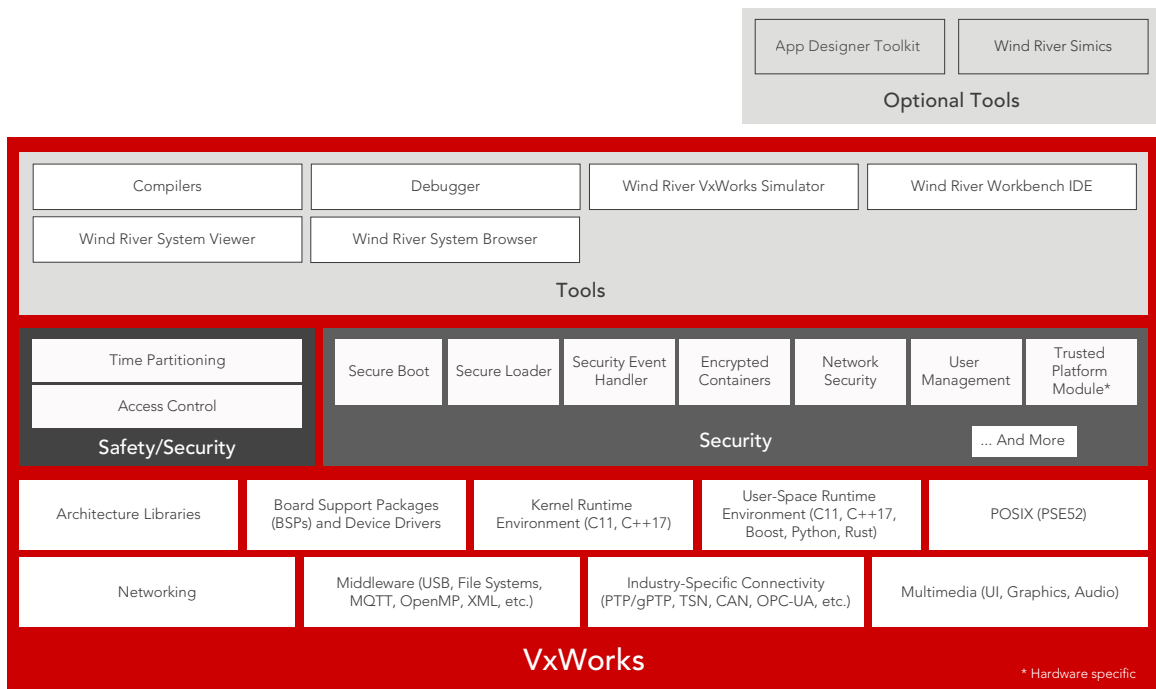 App Designer Toolkit
Wind River Simics
Optional Tools
Compilers
Debugger
Wind River VxWorks Simulator
Wind River Workbench IDE
Wind River System Viewer
Wind River System Browser
Tools
Time Partitioning
Access Control
Safety/Security
Secure Boot
Secure Loader
Security Event
Handler
Encrypted
Containers
Network
Security
User
Management
Trusted
Platform
Module*
Security
... And More
Architecture Libraries
Board Support Packages
(BSPs) and Device Drivers
Kernel Runtime
Environment (C11, C++17)
User-Space Runtime
Environment (C11, C++17,
Boost, Python, Rust)
POSIX (PSE52)
Networking
Middleware (USB, File Systems,
MQTT, OpenMP, XML, etc.)
Industry-Specific Connectivity
(PTP/gPTP, TSN, CAN, OPC-UA, etc.)
Multimedia (UI, Graphics, Audio)
VxWorks
* Hardware specific